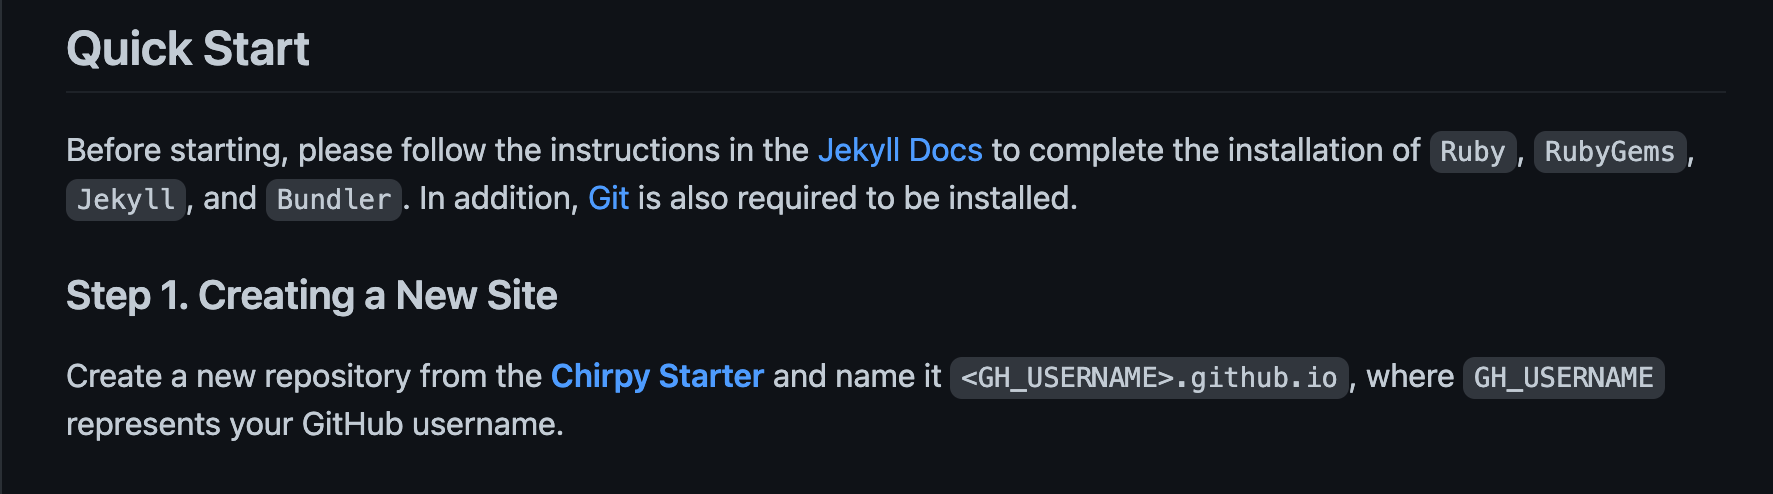 Quick Start
Before starting, please follow the instructions in the Jekyll Docs to complete the installation of Ruby, RubyGems,
Jekyll, and Bundler. In addition, Git is also required to be installed.
Step 1. Creating a New Site
Create a new repository from the Chirpy Starter and name it <GH_USERNAME>.github.io, where GH_USERNAME
represents your GitHub username.